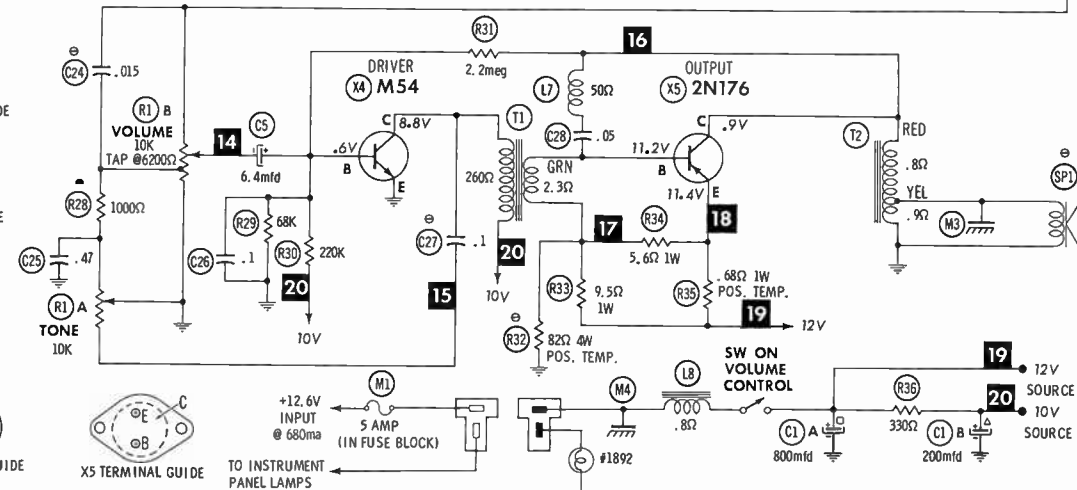 R31
2.2meg
16
C24
.015
DRIVER
X4 M54
OUTPUT
X5 2N176
L7
50Ω
R1 B
VOLUME
10K
TAP @6200Ω
14
C5
6.4mfd
.6V
B
C
8.8V
E
T1
260Ω
GRN
2.3Ω
C28
.05
11.2V
B
C
.9V
11.4V
E
T2
RED
.8Ω
YEL
.9Ω
M3
SP1
R28
1000Ω
C25
.47
R1 A
TONE
10K
R29
68K
C26
.1
R30
220K
20
10V
C27
.1
15
20
10V
17
R34
5.6Ω 1W
18
R33
9.5Ω
1W
R35
.68Ω 1W
POS. TEMP.
19
12V
R32
82Ω 4W
POS. TEMP.
C
E
B
X5 TERMINAL GUIDE
UIDE
DE
E
+12.6V
INPUT
@ 680ma
M1
5 AMP
(IN FUSE BLOCK)
TO INSTRUMENT
PANEL LAMPS
#1892
M4
L8
.8Ω
SW ON
VOLUME
CONTROL
C1 A
800mfd
R36
330Ω
C1 B
200mfd
19
12V
SOURCE
20
10V
SOURCE